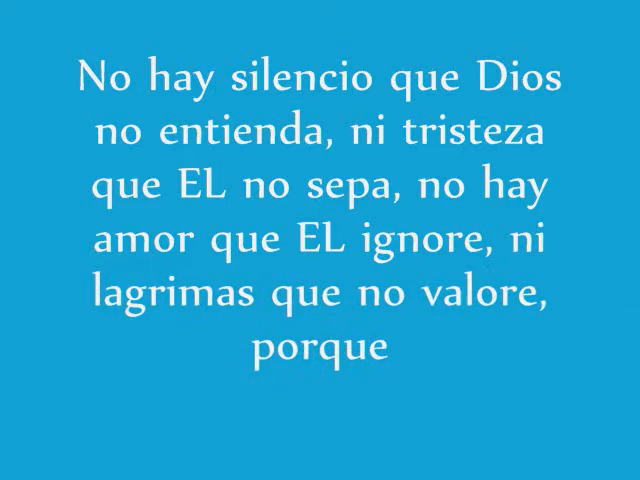 No hay silencio que Dios
no entienda, ni tristeza
que EL no sepa, no hay
amor que EL ignore, ni
lagrimas que no valore,
porque